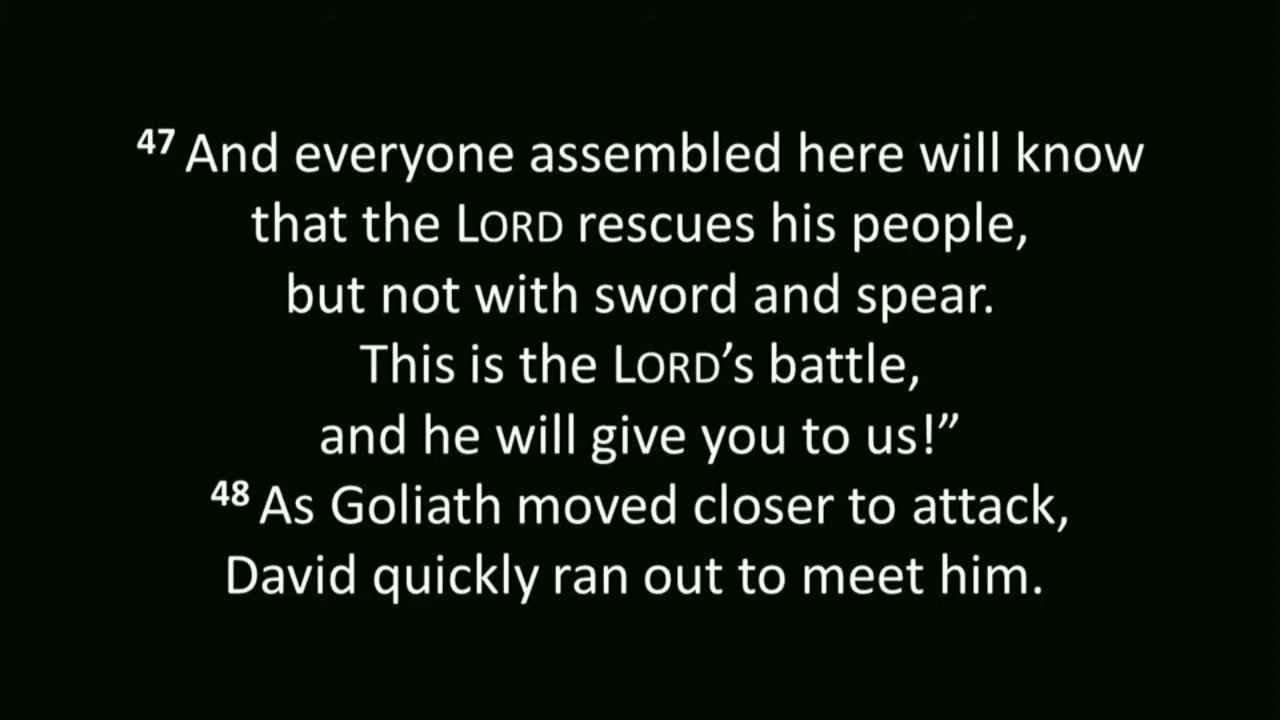 47 And everyone assembled here will know
that the LORD rescues his people,
but not with sword and spear.
This is the LORD’s battle,
and he will give you to us!”
48 As Goliath moved closer to attack,
David quickly ran out to meet him.